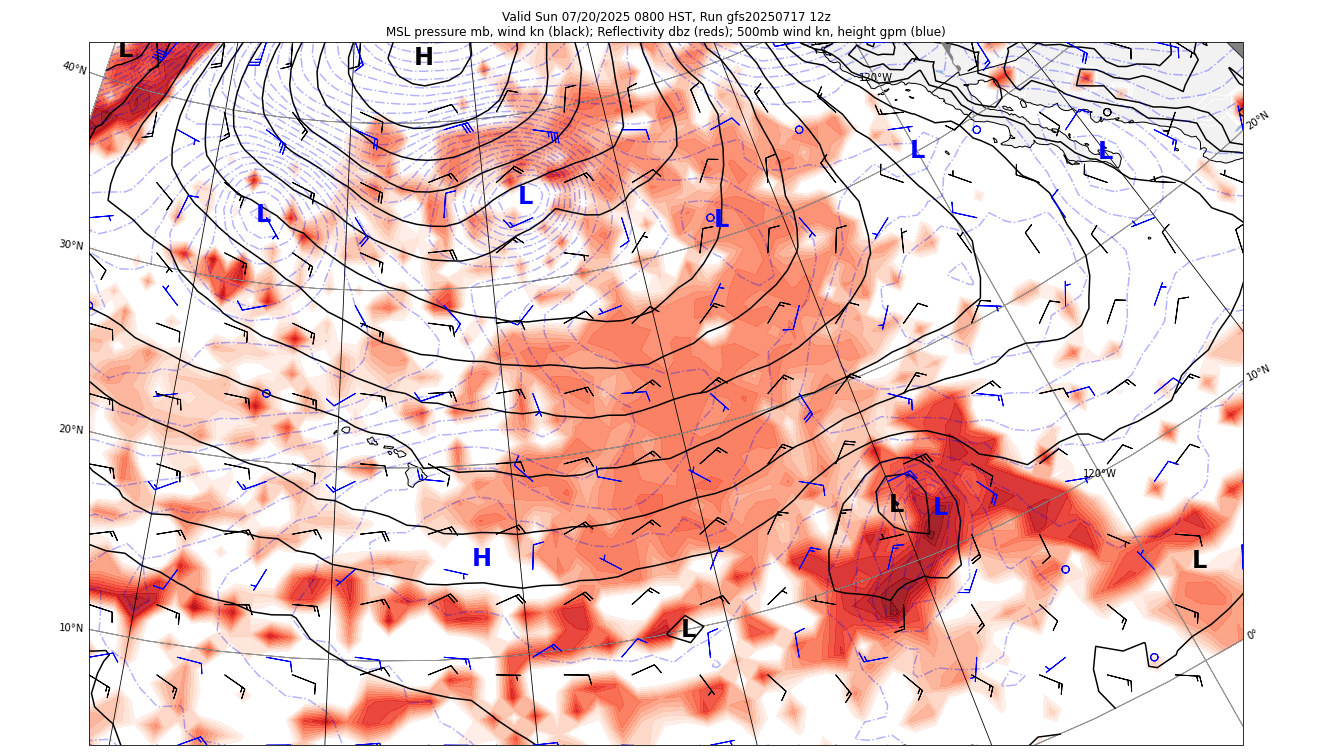 Valid Sun 07/20/2025 0800 HST, Run gfs20250717 12z
MSL pressure mb, wind kn (black); Reflectivity dbz (reds); 500mb wind kn, height gpm (blue)
L
H
40°N
120°W
20°N
L
L
L
L
L
30°N
10°N
20°N
120°W
L
L
H
L
10°N
L
0°